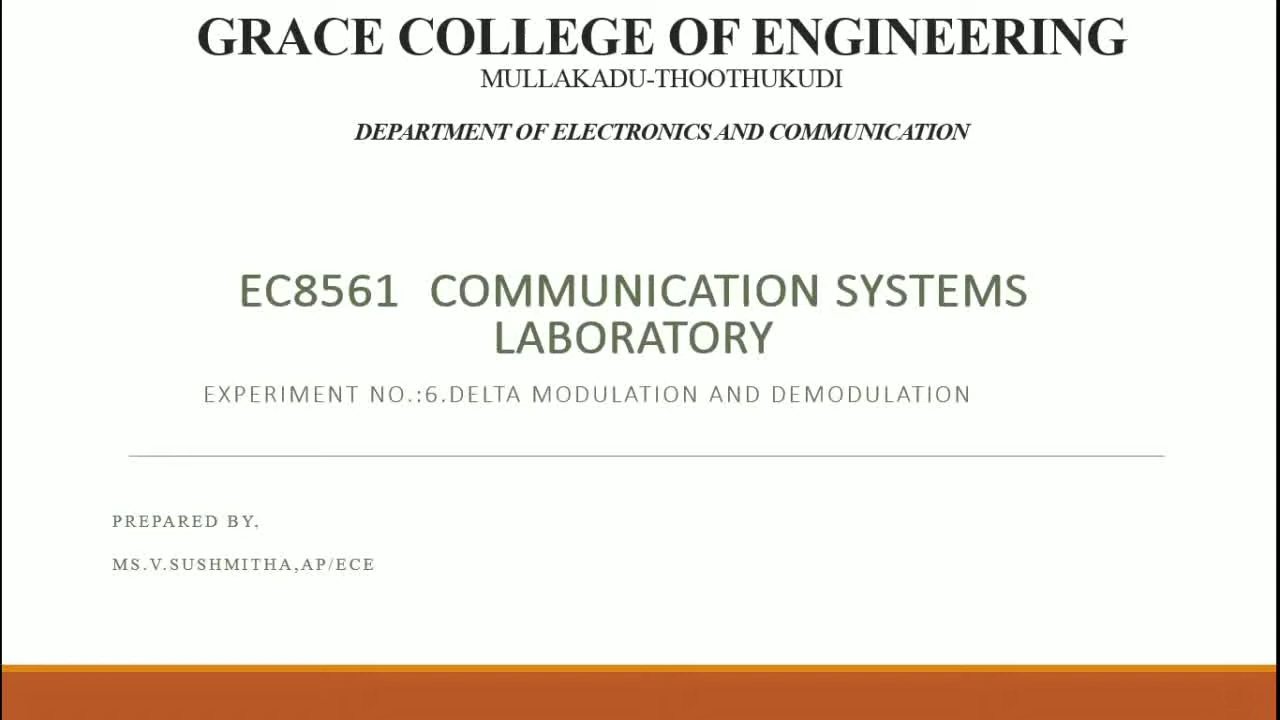 GRACE COLLEGE OF ENGINEERING
MULLAKADU-THOOTHUKUDI
DEPARTMENT OF ELECTRONICS AND COMMUNICATION
EC8561 COMMUNICATION SYSTEMS
LABORATORY
EXPERIMENT NO.:6.DELTA MODULATION AND DEMODULATION
PREPARED BY,
MS.V.SUSHMITHA,AP/ECE